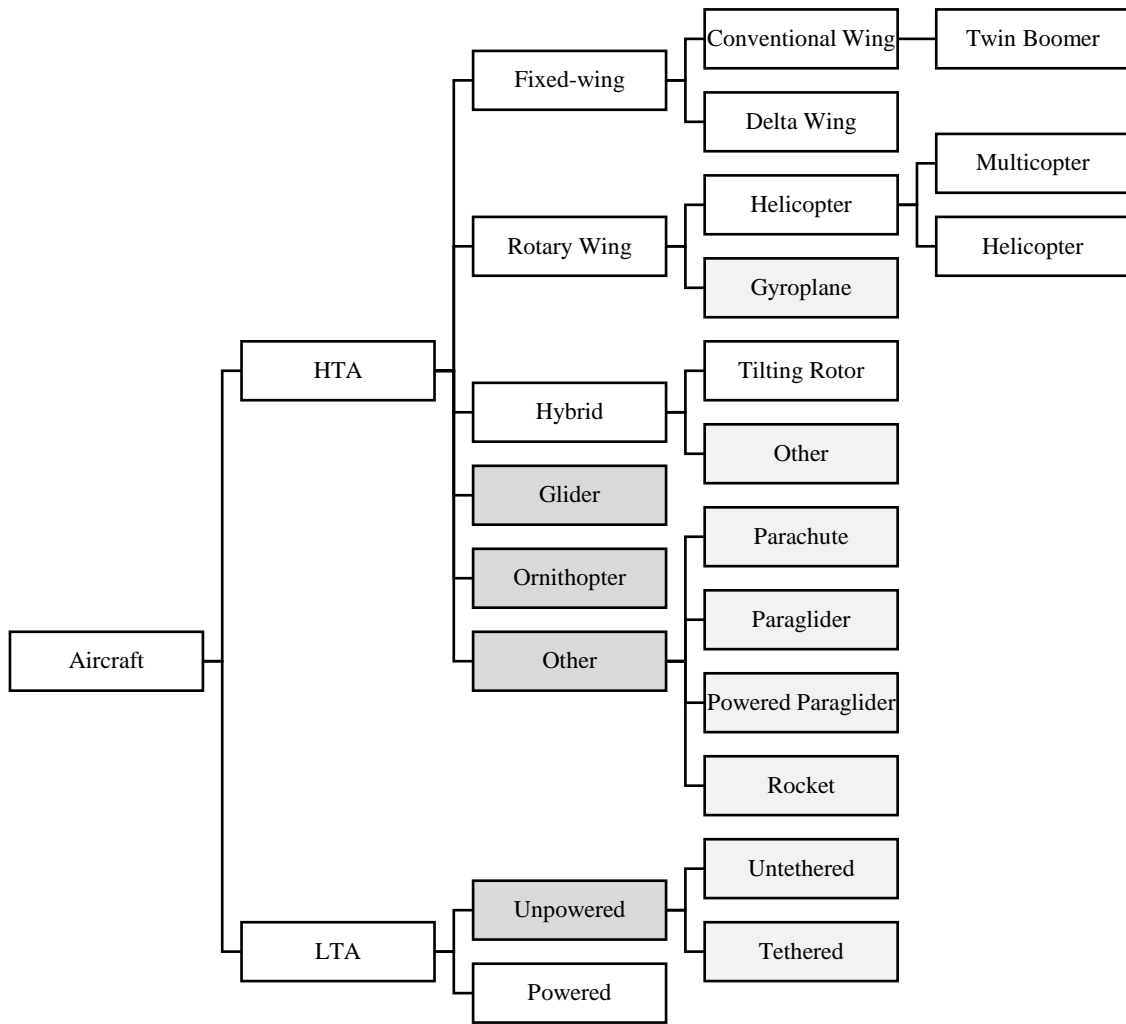 Conventional Wing
Twin Boomer
Fixed-wing
Delta Wing
Multicopter
Helicopter
Rotary Wing
Helicopter
Gyroplane
HTA
Tilting Rotor
Hybrid
Other
Glider
Parachute
Ornithopter
Paraglider
Aircraft
Other
Powered Paraglider
Rocket
Untethered
Unpowered
LTA
Tethered
Powered